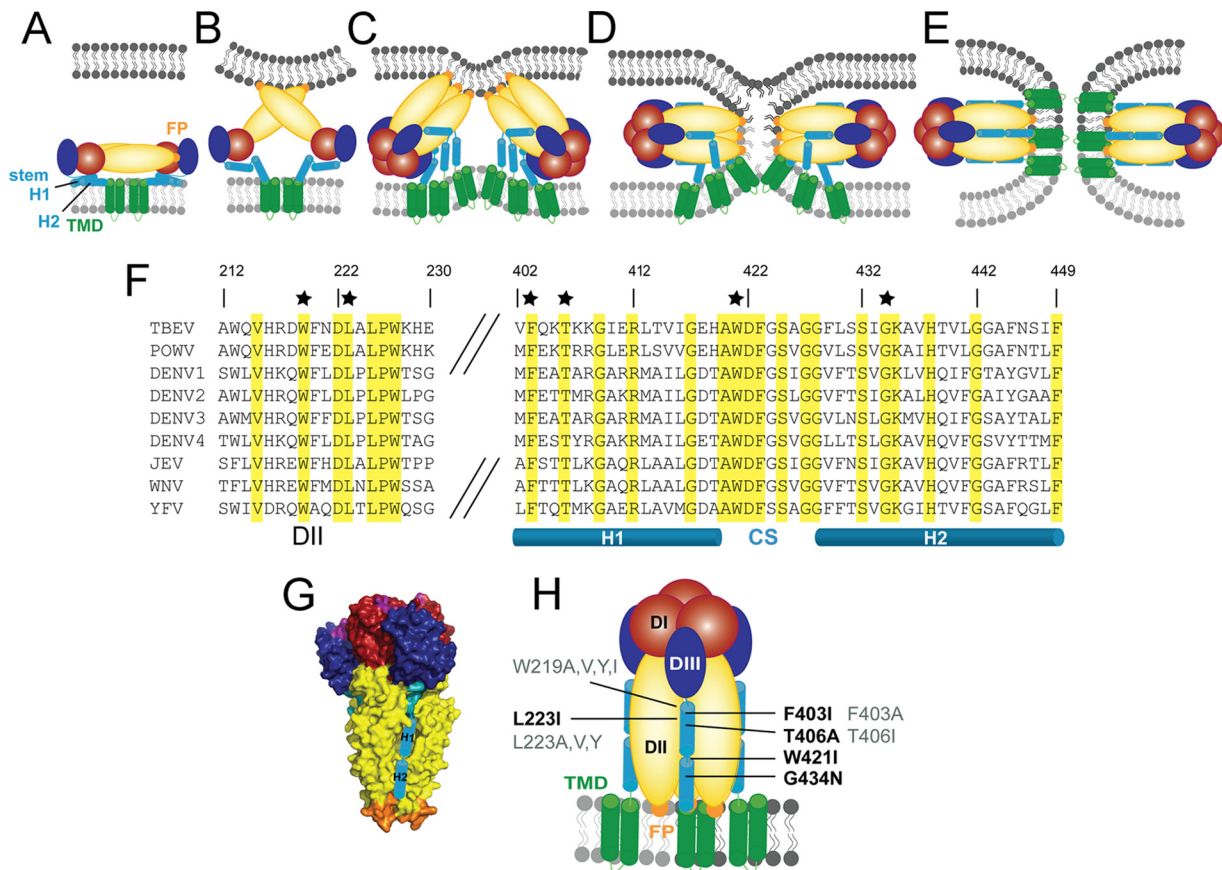 A B C D E
FP
stem
H1
H2 TMD
F
212 222 230 402 412 422 432 442 449
TBEV AWQVHRDWFNDLALPWKHE VFQKTKKGIERLTVIGEHAWDFGSAGGFLSSIGKAVHTVLGGAFNSIF
POWV AWQVHRDWFEDLALPWKHK MFEKTRRGLERLSVVGEHAWDFGSVGGVLSSVGKAIHTVLGGAFNTLF
DENV1 SWLVHKQWFLDLPLPWTSG MFEATARGARRMAILGDTAWDFGSIGGVFTSVGKLVHQIFGTAYGVLF
DENV2 AWLVHRQWFLDLPLPWLPG MFETTMRGAKRMAILGDTAWDFGSLGGVFTSIGKALHQVFGAIYGAAF
DENV3 AWMVHRQWFFDLPLPWTSG MFEATARGARRMAILGDTAWDFGSVGGVLNSLGKMVHQIFGSAYTALF
DENV4 TWLVHKQWFLDLPLPWTAG MFESTYRGAKRMAILGETAWDFGSVGGLLTSLGKAVHQVFGSVYTTMF
JEV SFLVHREWFHDLALPWTPP AFSTTLKGAQRLAALGDTAWDFGSIGGVFNSIGKAVHQVFGGAFRTLF
WNV TFLVHREWFMDLNLPWSSA AFTTTLKGAQRLAALGDTAWDFGSVGGVFTSVGKAVHQVFGGAFRSLF
YFV SWIVDRQWAQDLTLPWQSG LFTQTMKGAERLAVMGDAAWDFSSAGGFFTSVGKGIHTVFGSAFQGLF
DII H1 CS H2
G
H1
H2
H
DI
DIII
W219A,V,Y,I
L223I
L223A,V,Y
F403I F403A
T406A T406I
W421I
G434N
DII
TMD
FP